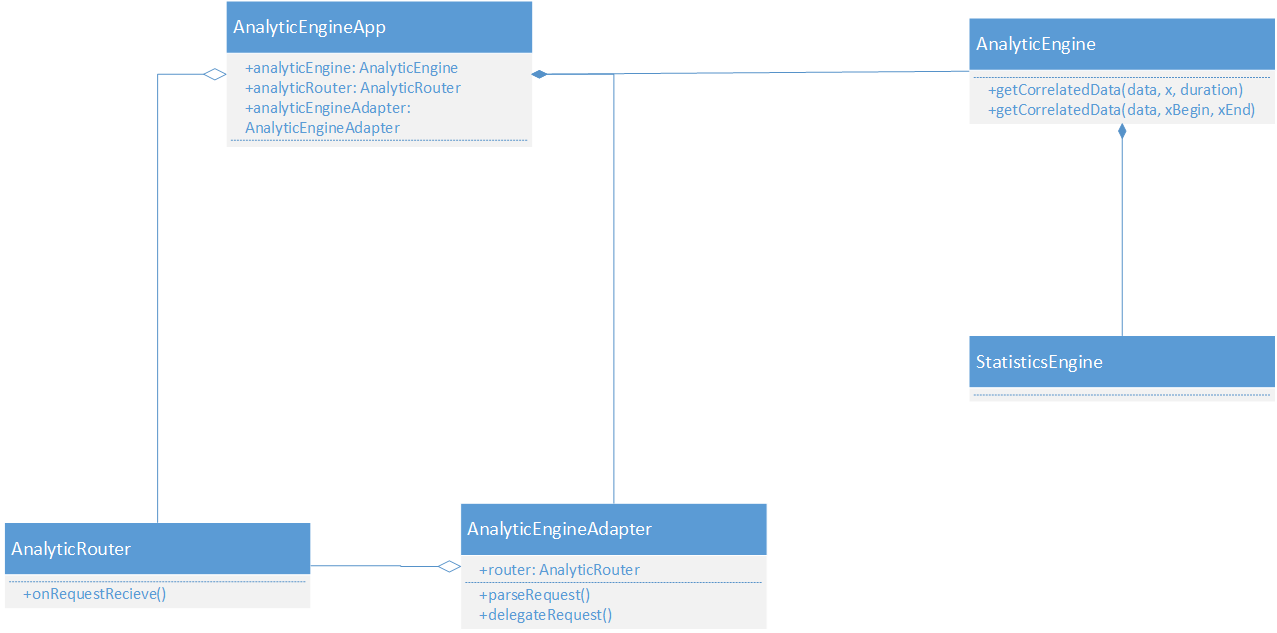 AnalyticEngineApp
+analyticEngine: AnalyticEngine
+analyticRouter: AnalyticRouter
+analyticEngineAdapter:
AnalyticEngineAdapter
AnalyticEngine
+getCorrelatedData(data, x, duration)
+getCorrelatedData(data, xBegin, xEnd)
StatisticsEngine
AnalyticRouter
+onRequestRecieve()
AnalyticEngineAdapter
+router: AnalyticRouter
+parseRequest()
+delegateRequest()